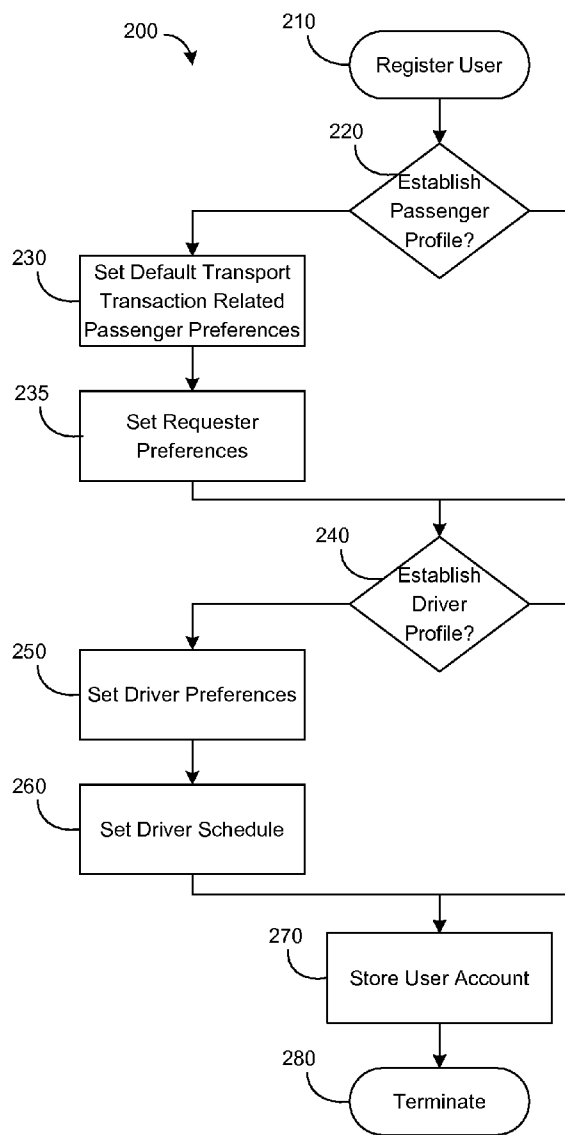 200
210
Register User
220
Establish
Passenger
Profile?
230
Set Default Transport
Transaction Related
Passenger Preferences
235
Set Requester
Preferences
240
Establish
Driver
Profile?
250
Set Driver Preferences
260
Set Driver Schedule
270
Store User Account
280
Terminate